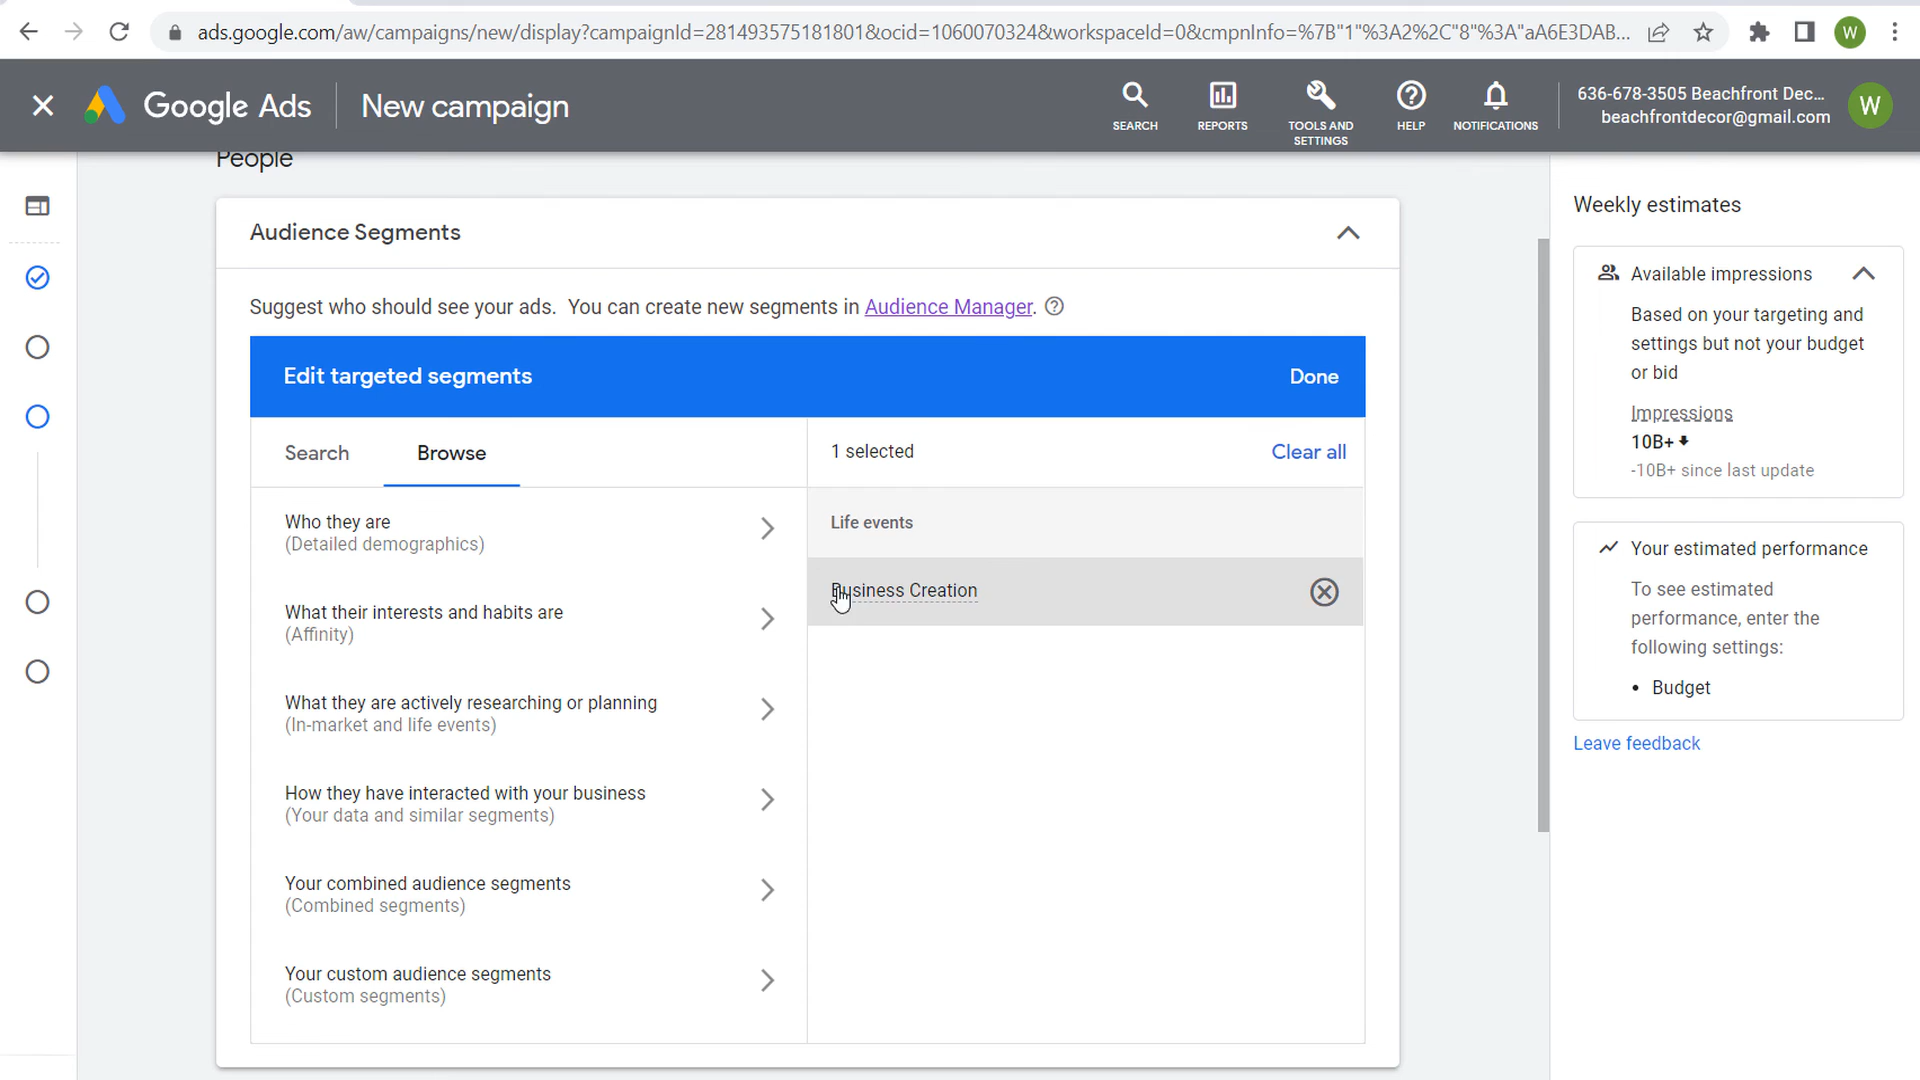 ads.google.com/aw/campaigns/new/display?campaignId=281493575181801&ocid=1060070324&workspaceId=0&cmpnInfo=%7B"1"%3A2%2C"8"%3A"aA6E3DAB...
W
Google Ads
New campaign
SEARCH
REPORTS
TOOLS AND
SETTINGS
HELP
NOTIFICATIONS
636-678-3505 Beachfront Dec...
beachfrontdecor@gmail.com
W
People
Audience Segments
Suggest who should see your ads. You can create new segments in Audience Manager.
Edit targeted segments
Done
Search
Browse
1 selected
Clear all
Who they are
(Detailed demographics)
What their interests and habits are
(Affinity)
What they are actively researching or planning
(In-market and life events)
How they have interacted with your business
(Your data and similar segments)
Your combined audience segments
(Combined segments)
Your custom audience segments
(Custom segments)
Life events
Business Creation
Weekly estimates
Available impressions
Based on your targeting and
settings but not your budget
or bid
Impressions
10B+
-10B+ since last update
Your estimated performance
To see estimated
performance, enter the
following settings:
• Budget
Leave feedback